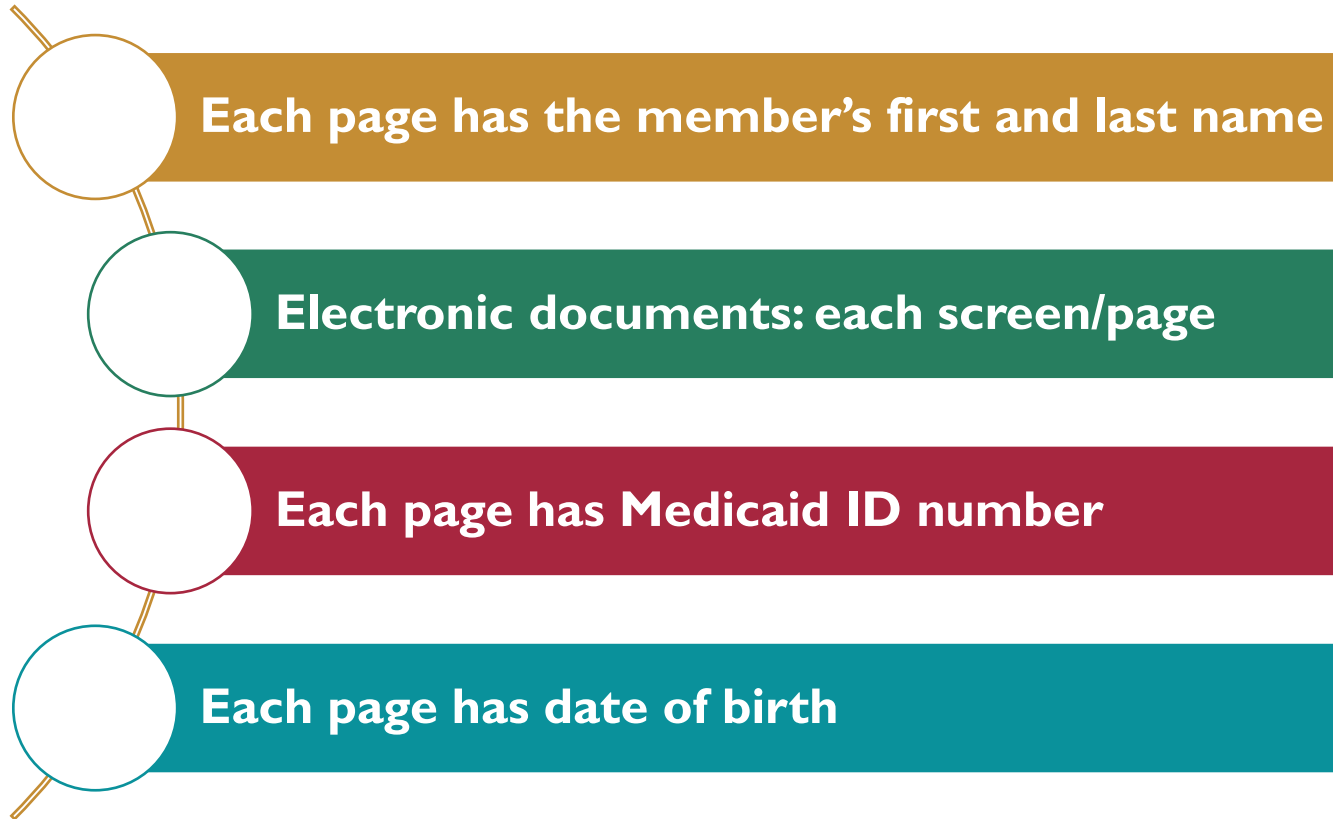 Each page has the member’s first and last name
Electronic documents: each screen/page
Each page has Medicaid ID number
Each page has date of birth